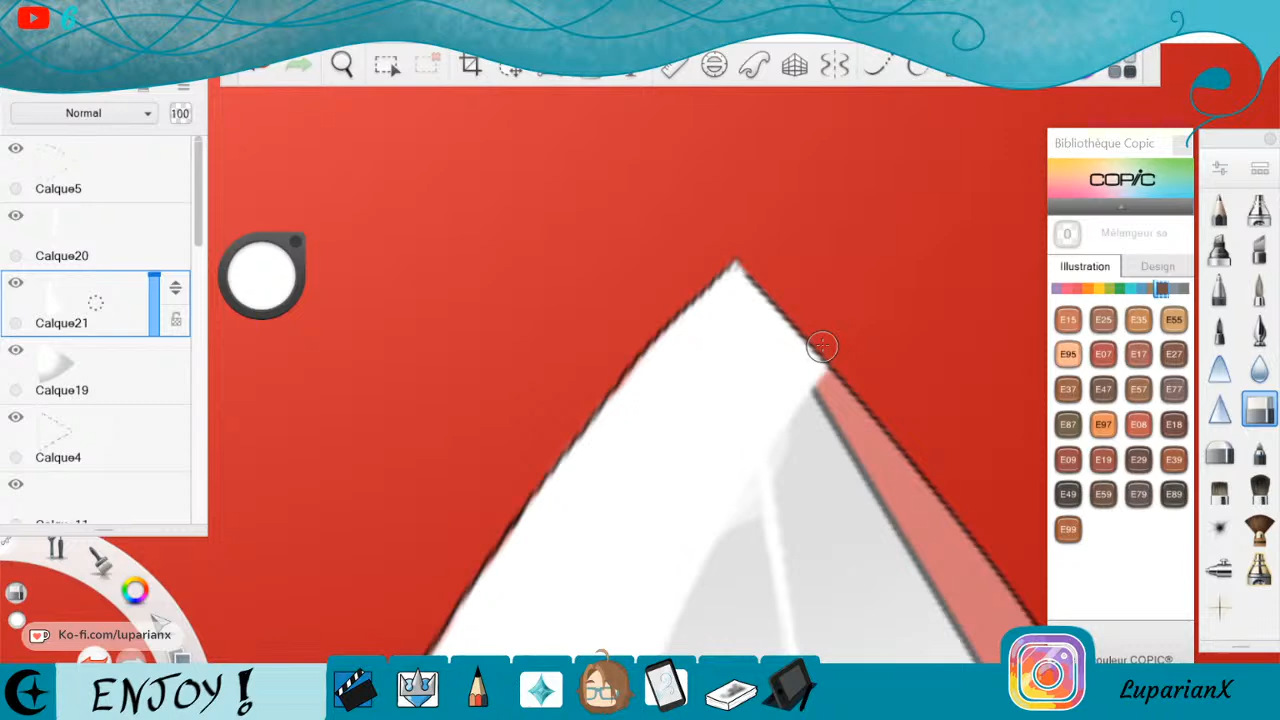 Normal
100
Calque5
Calque20
Calque21
Calque19
Calque4
Bibliothèque Copic
COPIC
0 Mélangeur sa
Illustration Design
E15 E25 E35 E55
E95 E07 E17 E27
E37 E47 E57 E77
E87 E97 E08 E18
E09 E19 E29 E39
E49 E59 E79 E89
E99
Ko-fi.com/luparianx
ouleur COPIC®
ENJOY !
LuparianX